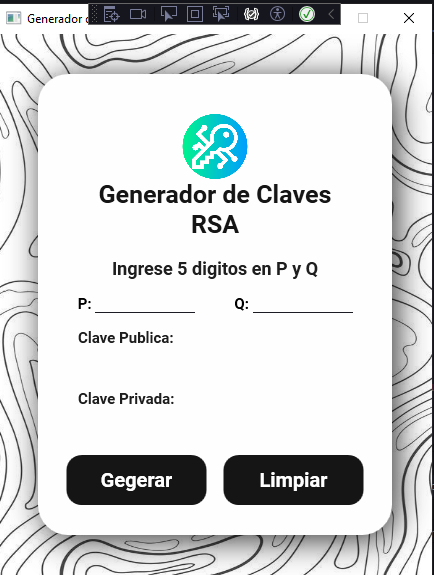 Generador d
Generador de Claves
RSA
Ingrese 5 digitos en P y Q
P: Q:
Clave Publica:
Clave Privada:
Gegerar Limpiar